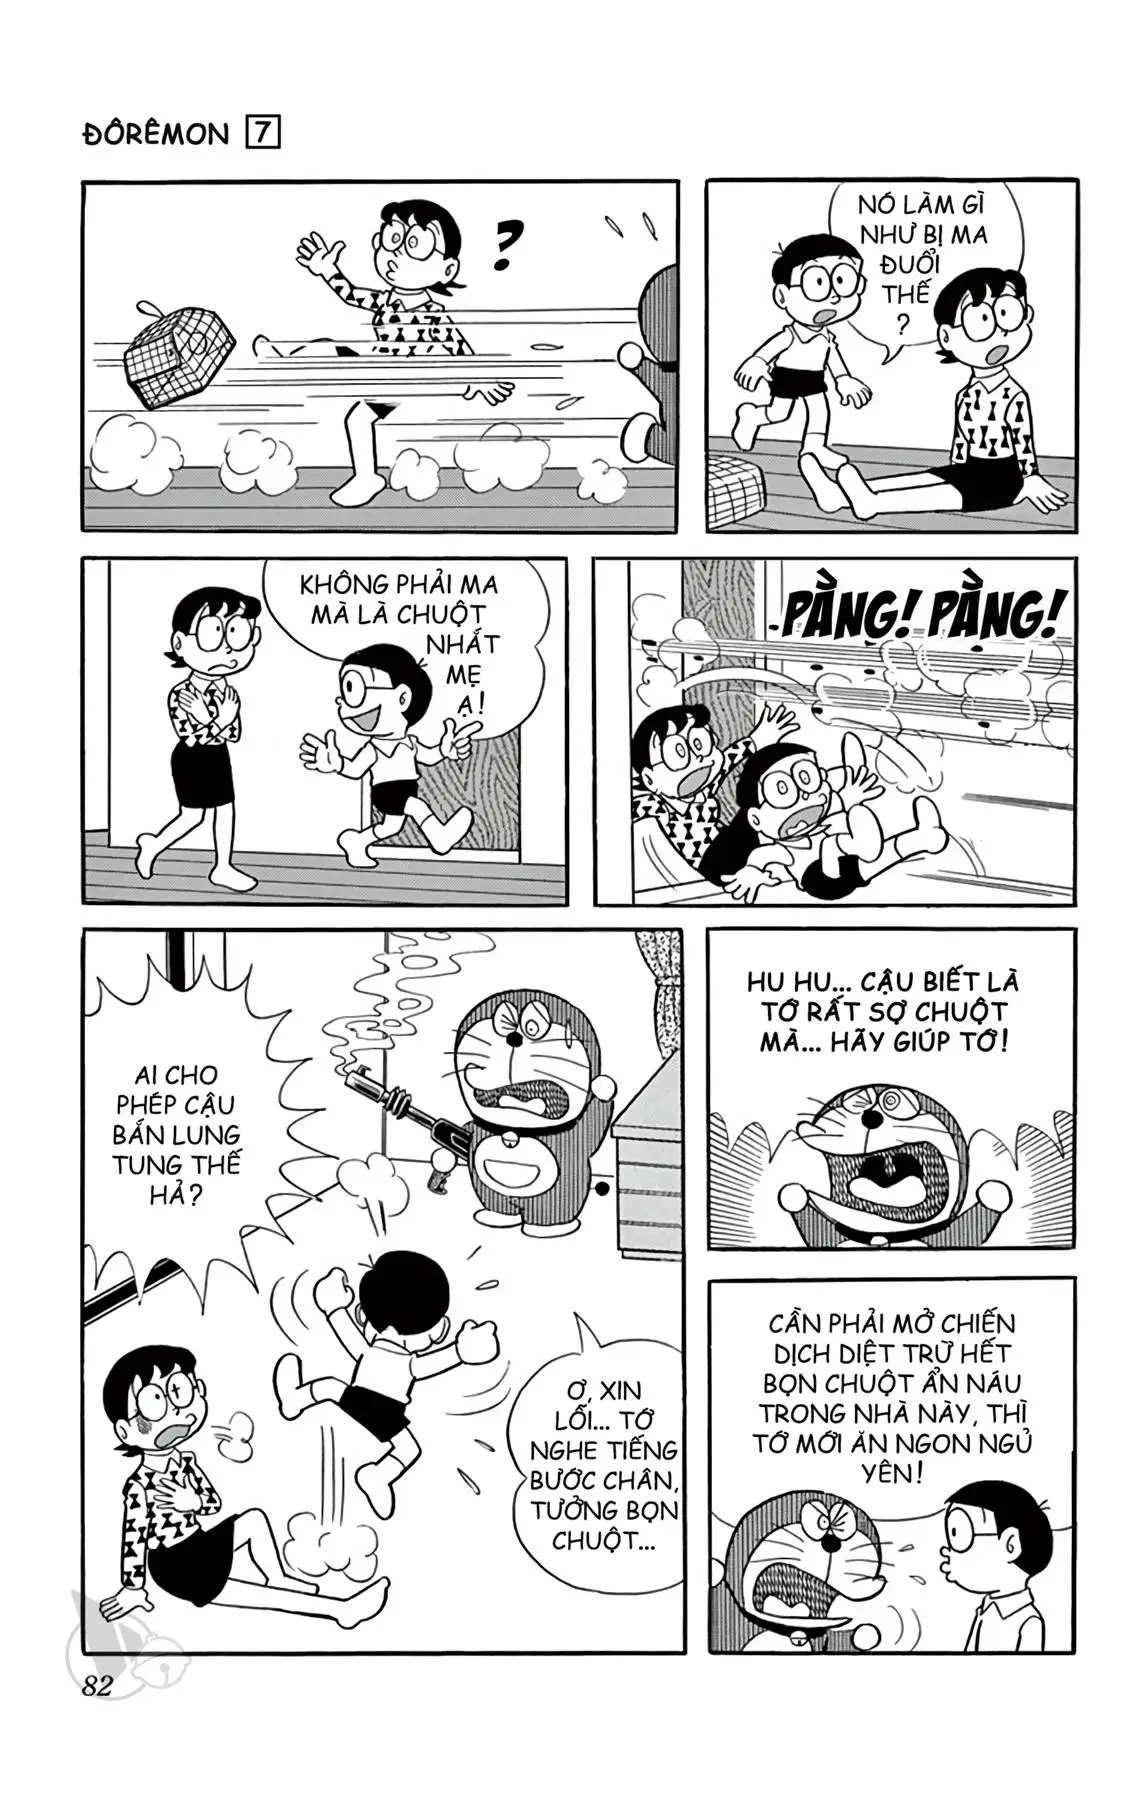 ĐÔRÊMON 7
?
NÓ LÀM GÌ
NHƯ BỊ MA
ĐUỔI
THẾ
?
KHÔNG PHẢI MA
MÀ LÀ CHUỘT
NHẮT
MẸ
Ạ!
PẰNG! PẰNG!
AI CHO
PHÉP CẬU
BẮN LUNG
TUNG THẾ
HẢ?
Ơ, XIN
LỖI... TỚ
NGHE TIẾNG
BƯỚC CHÂN,
TƯỞNG BỌN
CHUỘT...
HU HU... CẬU BIẾT LÀ
TỚ RẤT SỢ CHUỘT
MÀ... HÃY GIÚP TỚ!
CẦN PHẢI MỞ CHIẾN
DỊCH DIỆT TRỪ HẾT
BỌN CHUỘT ẨN NÁU
TRONG NHÀ NÀY, THÌ
TỚ MỚI ĂN NGON NGỦ
YÊN!
82